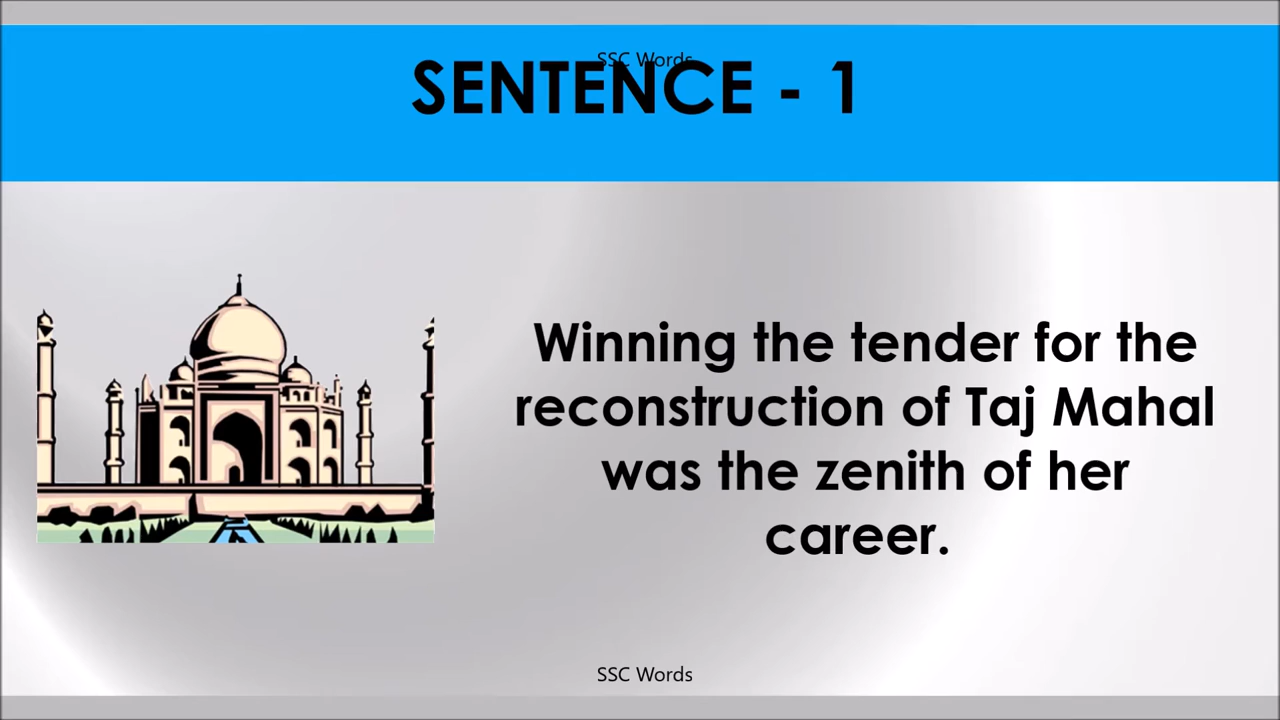 SSC Words
SENTENCE - 1
Winning the tender for the
reconstruction of Taj Mahal
was the zenith of her
career.
SSC Words